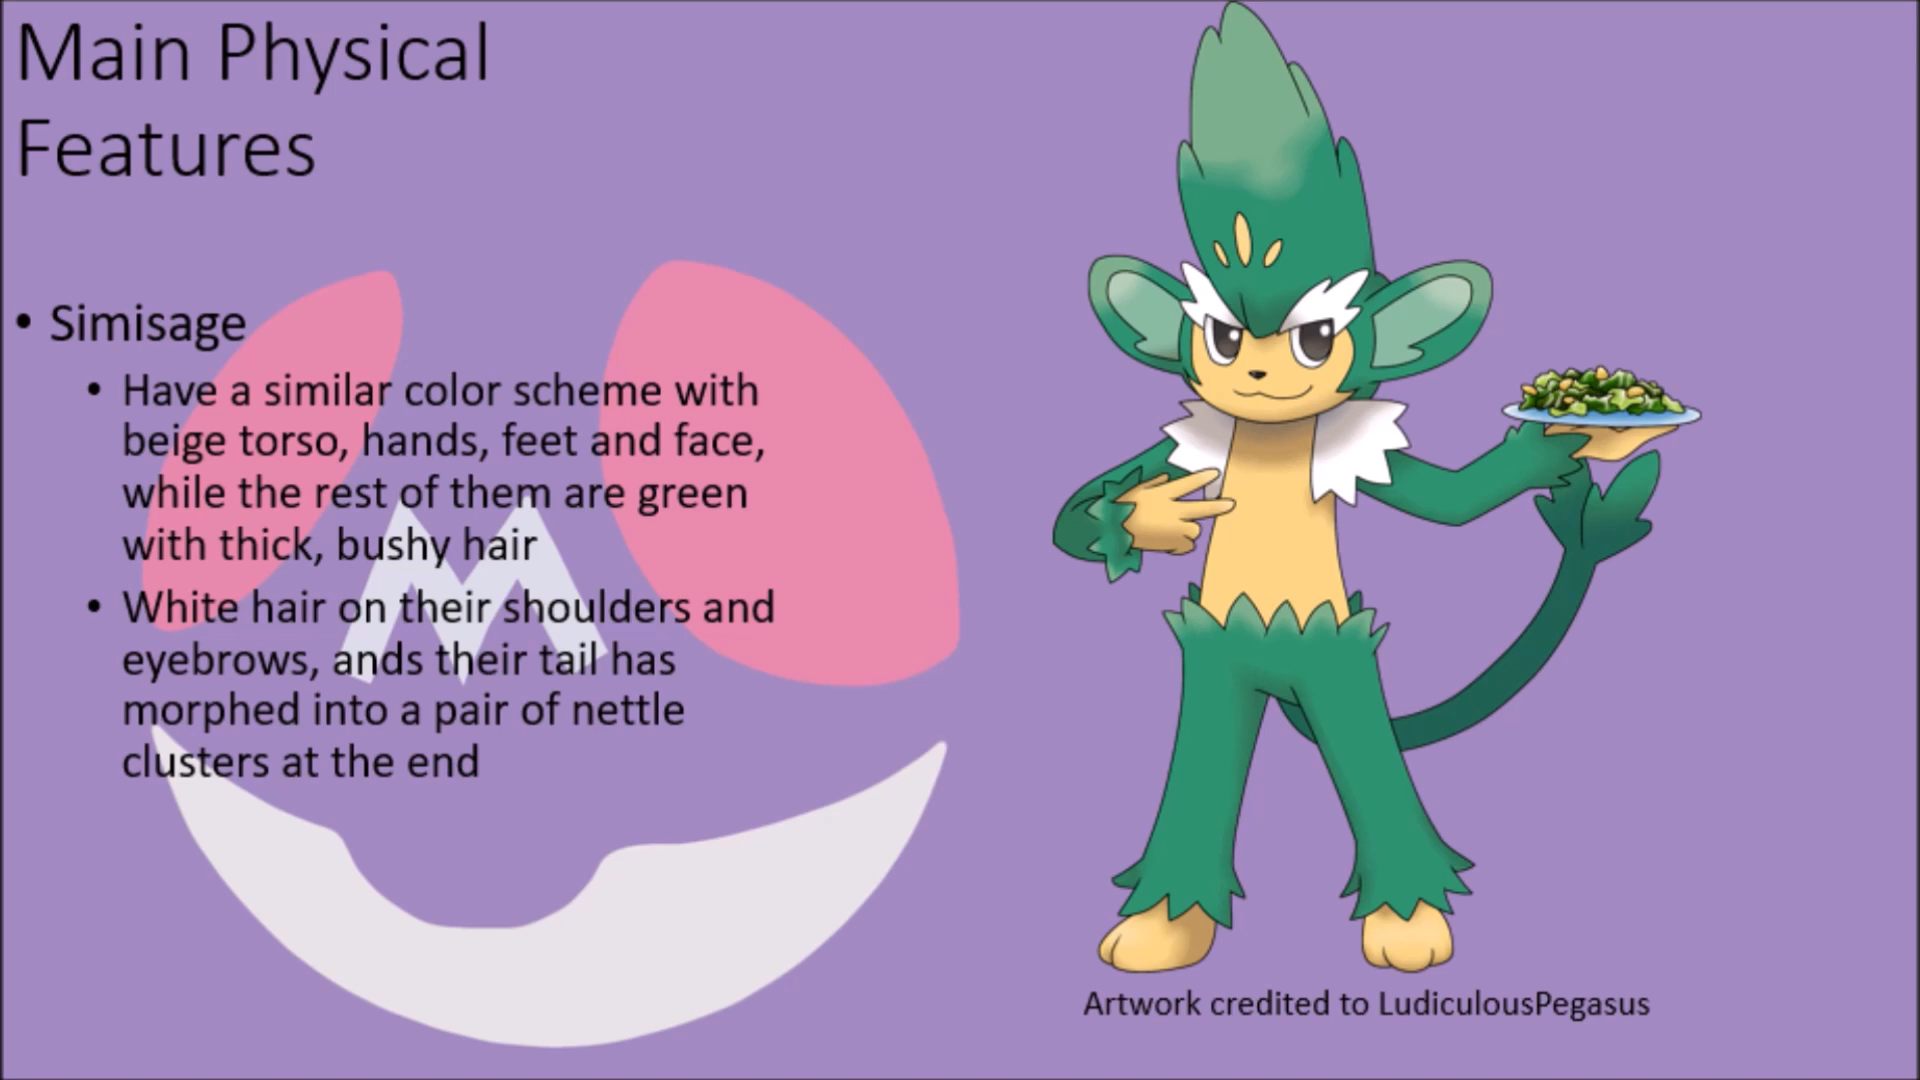 Main Physical
Features
• Simisage
• Have a similar color scheme with
beige torso, hands, feet and face,
while the rest of them are green
with thick, bushy hair
• White hair on their shoulders and
eyebrows, ands their tail has
morphed into a pair of nettle
clusters at the end
M
Artwork credited to LudiculousPegasus